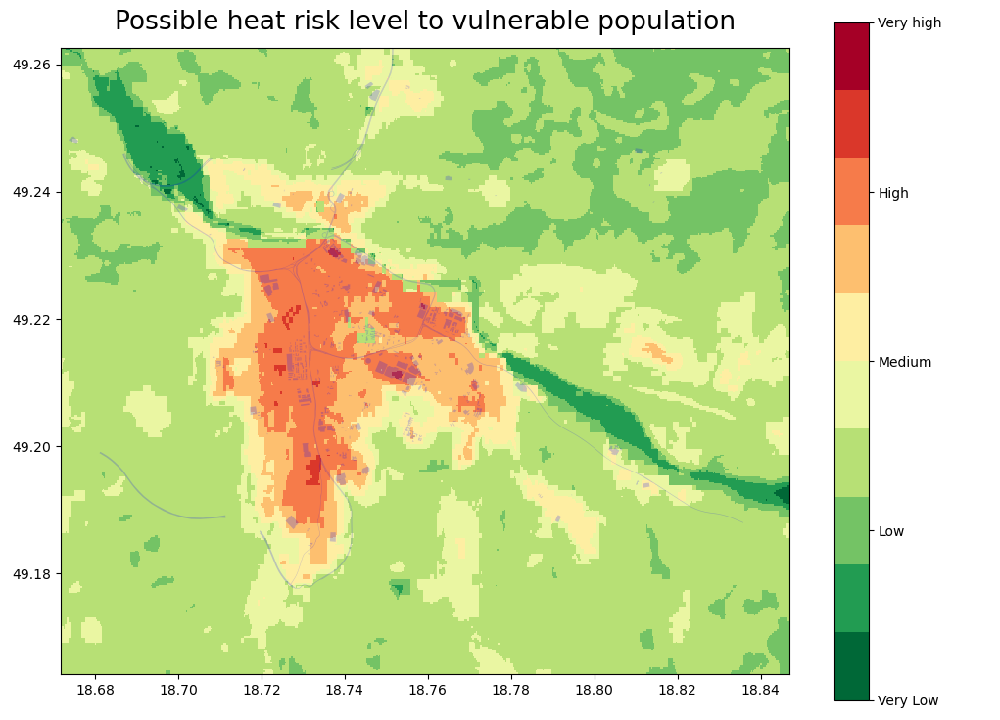 Possible heat risk level to vulnerable population
Very high
49.26
49.24
High
49.22
Medium
49.20
Low
49.18
18.68 18.70 18.72 18.74 18.76 18.78 18.80 18.82 18.84
Very Low